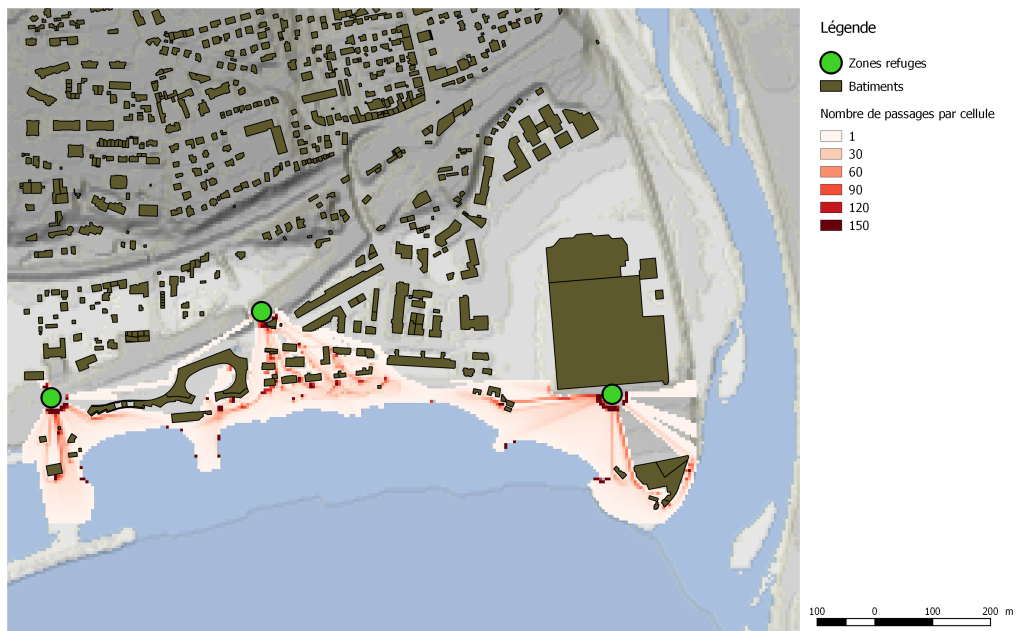 Légende
Zones refuges
Batiments
Nombre de passages par cellule
1
30
60
90
120
150
100 0 100 200 m